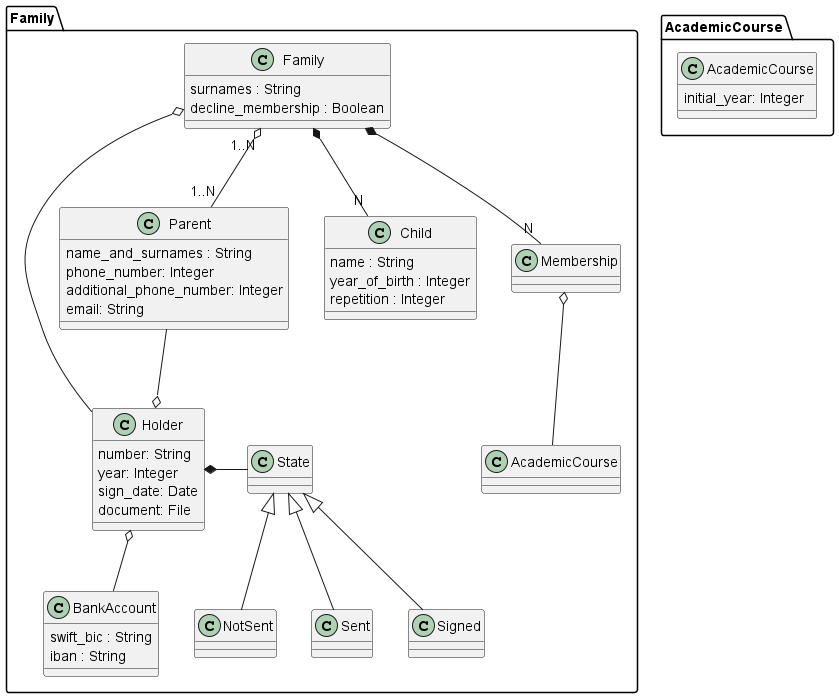 Family
AcademicCourse
C Family
surnames : String
decline_membership : Boolean
C AcademicCourse
initial_year: Integer
1..N
1..N
N
N
C Parent
name_and_surnames : String
phone_number: Integer
additional_phone_number: Integer
email: String
C Child
name : String
year_of_birth : Integer
repetition : Integer
C Membership
C Holder
number: String
year: Integer
sign_date: Date
document: File
C State
C AcademicCourse
C BankAccount
swift_bic : String
iban : String
C NotSent
C Sent
C Signed